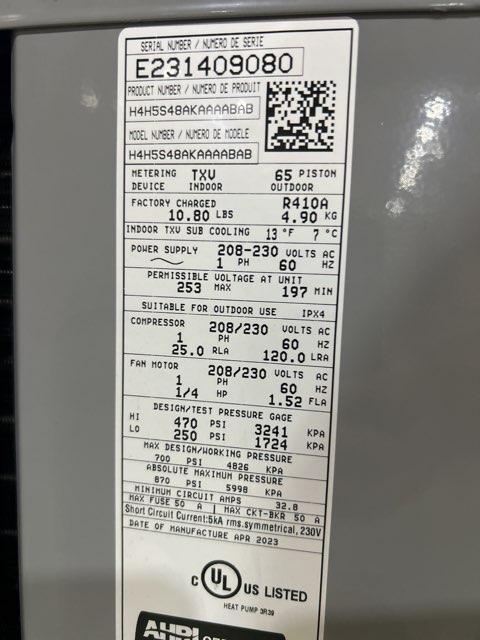 SERIAL NUMBER / NUMERO DE SERIE
E231409080
PRODUCT NUMBER / NUMERO DE PRODUIT
H4H5S48AKAAAABAB
MODEL NUMBER / NUMERO DE MODELE
H4H5S48AKAAAABAB
METERING TXV 65 PISTON
DEVICE INDOOR OUTDOOR
FACTORY CHARGED R410A
10.80 LBS 4.90 KG
INDOOR TXV SUB COOLING 13 °F 7 °C
POWER SUPPLY 208-230 VOLTS AC
1 PH 60 HZ
PERMISSIBLE VOLTAGE AT UNIT
253 MAX 197 MIN
SUITABLE FOR OUTDOOR USE IPX4
COMPRESSOR 208/230 VOLTS AC
1 PH 60 HZ
25.0 RLA 120.0 LRA
FAN MOTOR 208/230 VOLTS AC
1 PH 60 HZ
1/4 HP 1.52 FLA
DESIGN/TEST PRESSURE GAGE
HI 470 PSI 3241 KPA
LO 250 PSI 1724 KPA
MAX DESIGN/WORKING PRESSURE
700 PSI 4826 KPA
ABSOLUTE MAXIMUM PRESSURE
870 PSI 5998 KPA
MINIMUM CIRCUIT AMPS 32.8
MAX FUSE 50 A MAX CKT-BKR 50 A
Short Circuit Current:5kA rms.symmetrical, 230V
DATE OF MANUFACTURE APR 2023
C UL US LISTED
HEAT PUMP 3R39